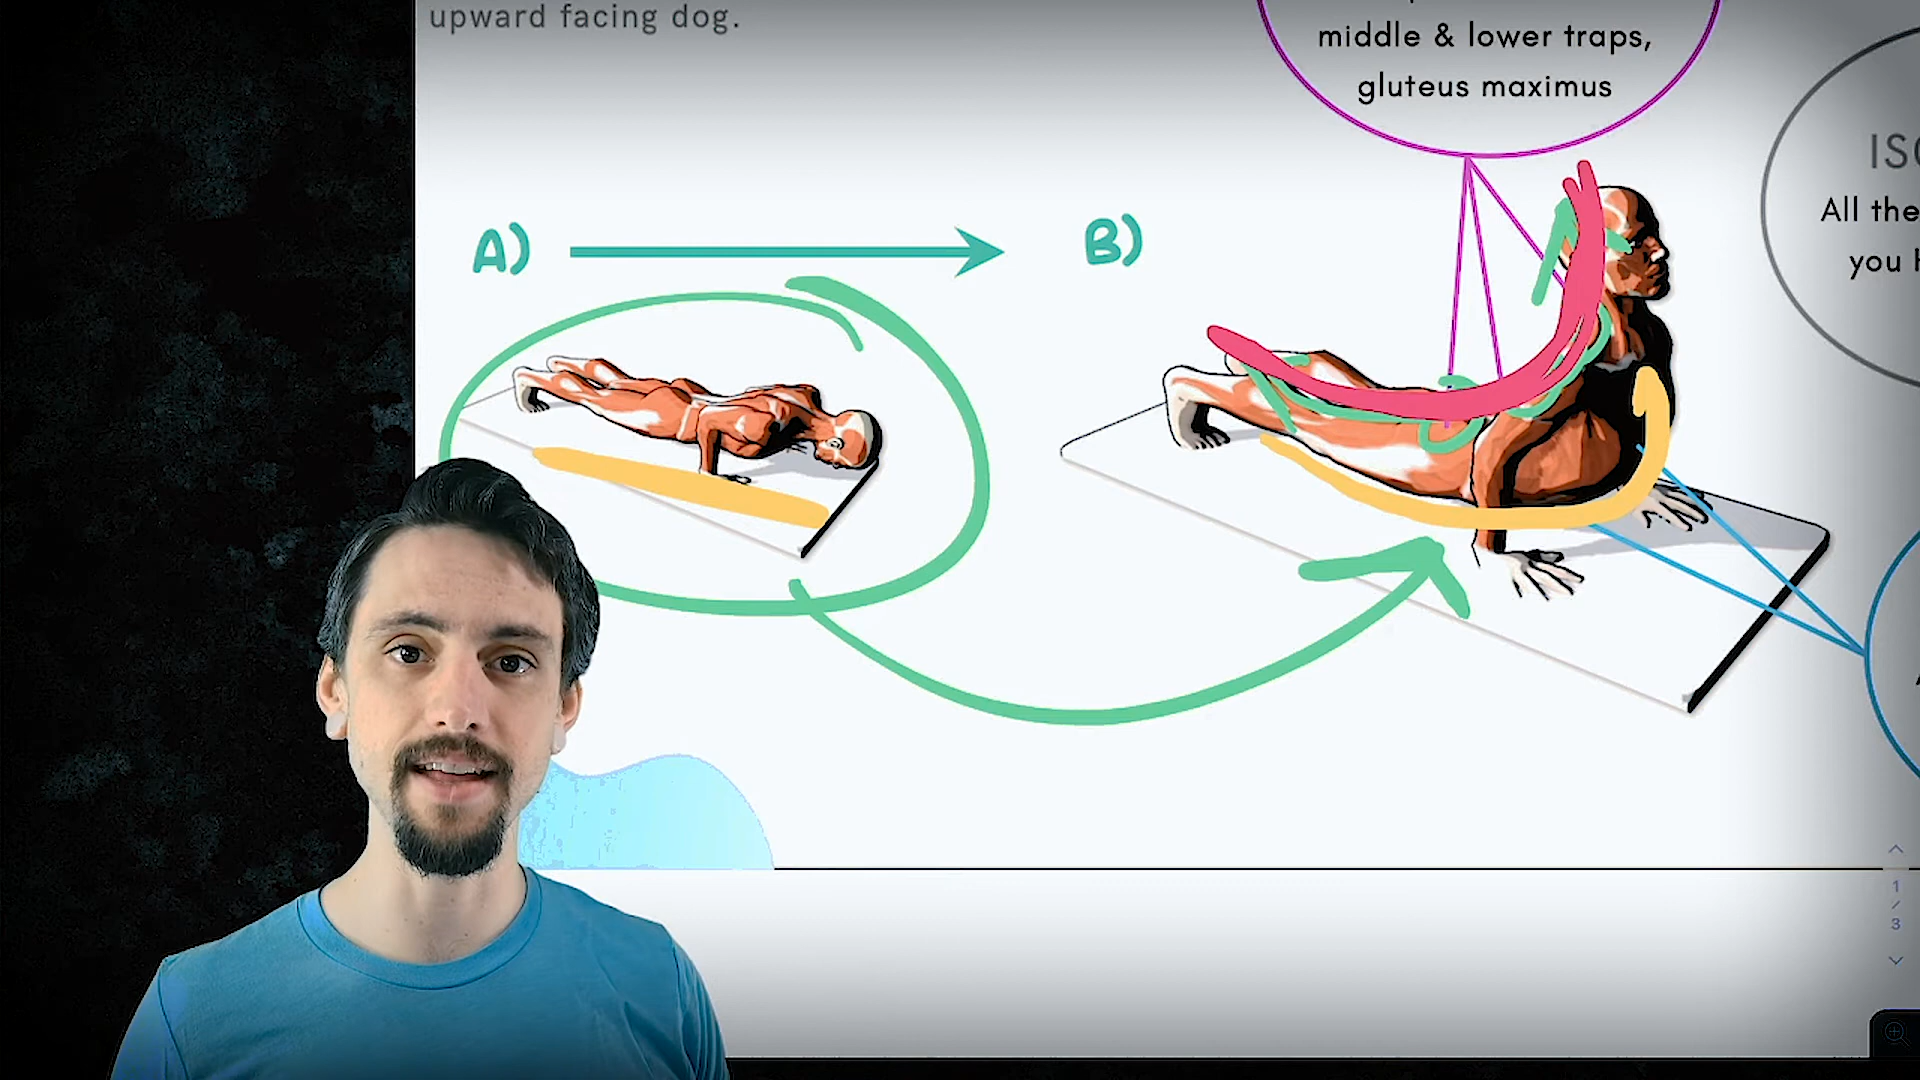 upward facing dog.
middle & lower traps,
gluteus maximus
A)
B)
All the
you
1
/
3